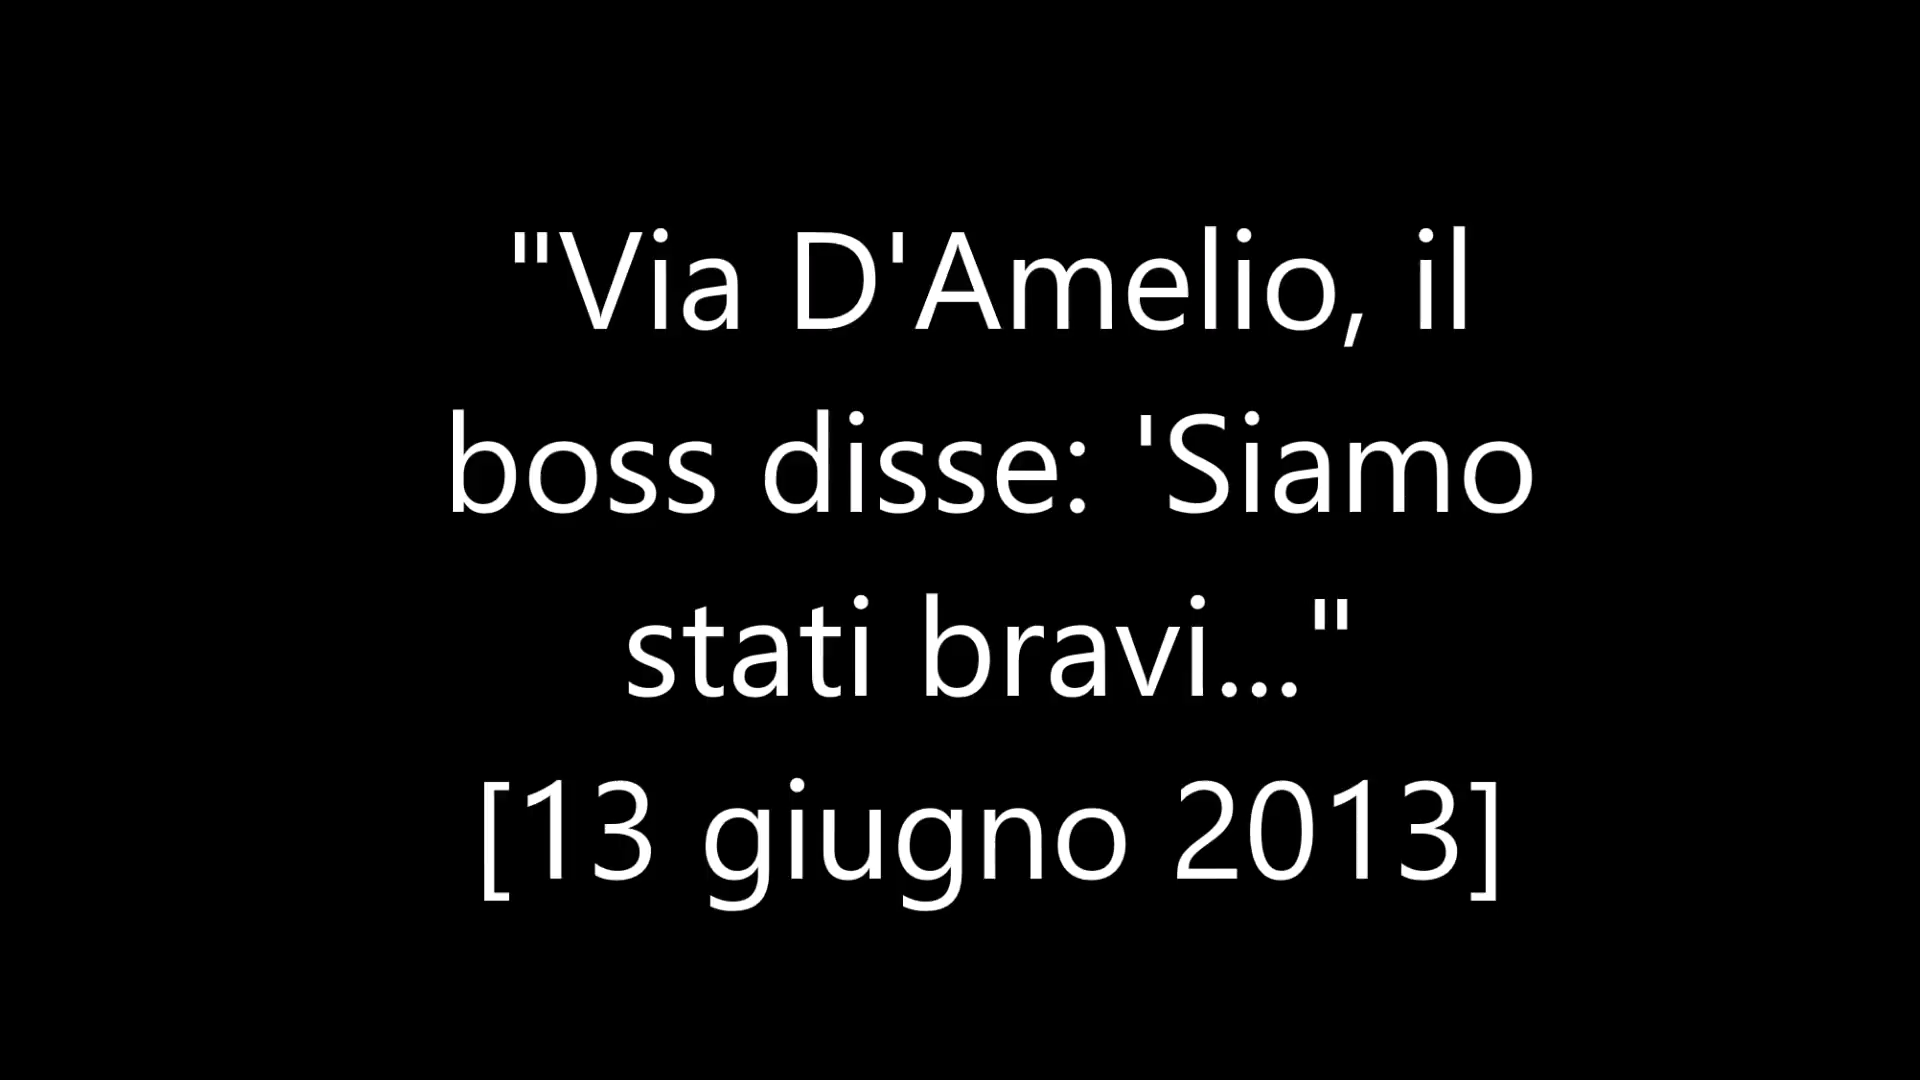 "Via D'Amelio, il
boss disse: 'Siamo
stati bravi..."
[13 giugno 2013]